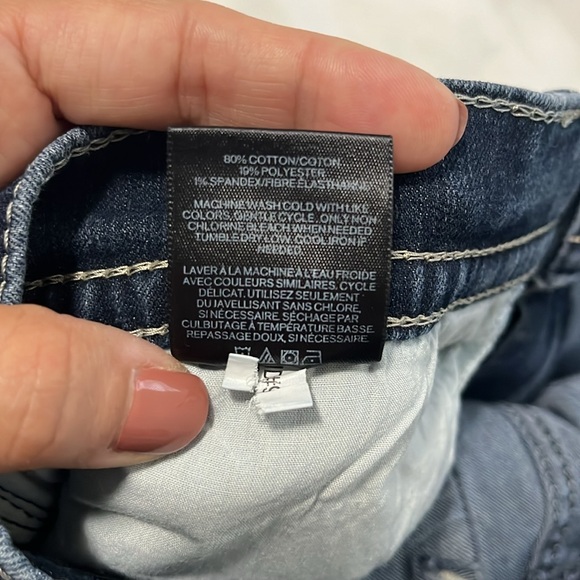 80% COTTON/COTON
19% POLYESTER
1% SPANDEX/FIBRE ÉLASTHANNE
MACHINE WASH COLD WITH LIKE
COLORS, GENTLE CYCLE, ONLY NON
CHLORINE BLEACH WHEN NEEDED
TUMBLE DRY LOW, COOL IRON IF
NEEDED
LAVER À LA MACHINE À L'EAU FROIDE
AVEC COULEURS SIMILAIRES, CYCLE
DÉLICAT, UTILISEZ SEULEMENT
DU JAVELLISANT SANS CHLORE,
SI NÉCESSAIRE SÉCHAGE PAR
CULBUTAGE À TEMPÉRATURE BASSE.
REPASSAGE DOUX, SI NÉCESSAIRE.